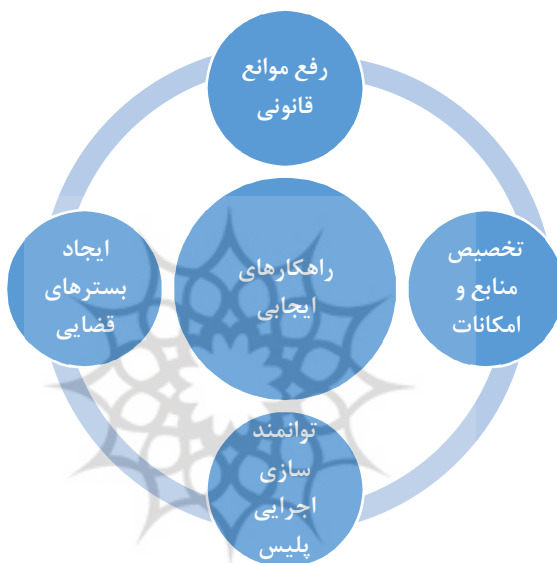 رفع موانع
قانونی
ایجاد
بسترهای
قضایی
راهکارهای
ایجابی
تخصیص
منابع و
امکانات
توانمند
سازی
اجرایی
پلیس